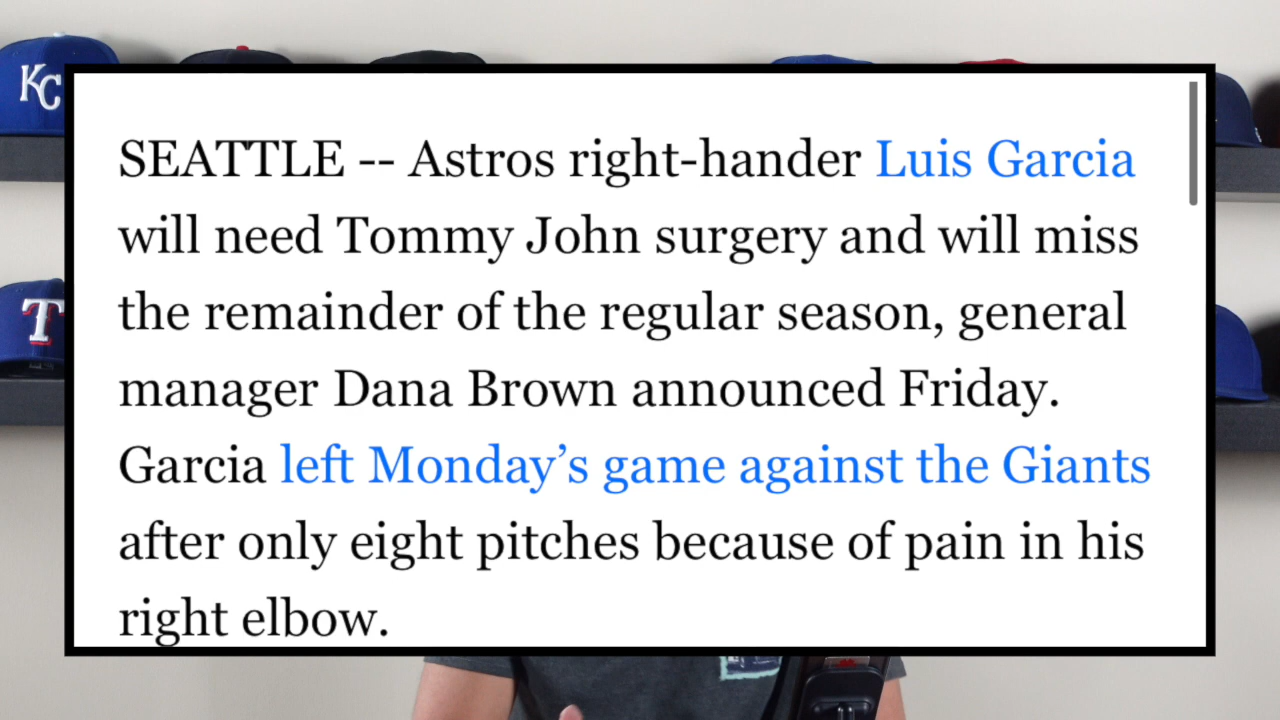 KC
SEATTLE -- Astros right-hander Luis Garcia
will need Tommy John surgery and will miss
the remainder of the regular season, general
manager Dana Brown announced Friday.
T
Garcia left Monday’s game against the Giants
after only eight pitches because of pain in his
right elbow.